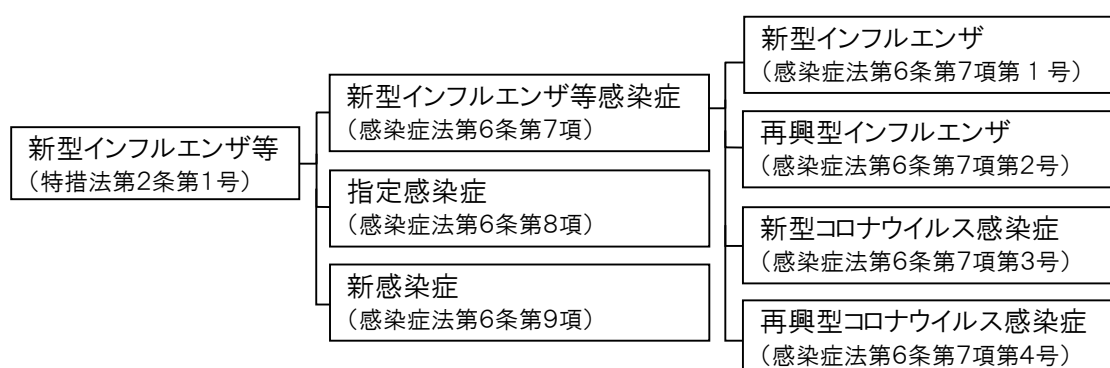 新型インフルエンザ等
（特措法第2条第1号）
新型インフルエンザ等感染症
（感染症法第6条第7項）
指定感染症
（感染症法第6条第8項）
新感染症
（感染症法第6条第9項）
新型インフルエンザ
（感染症法第6条第7項第１号）
再興型インフルエンザ
（感染症法第6条第7項第2号）
新型コロナウイルス感染症
（感染症法第6条第7項第3号）
再興型コロナウイルス感染症
（感染症法第6条第7項第4号）